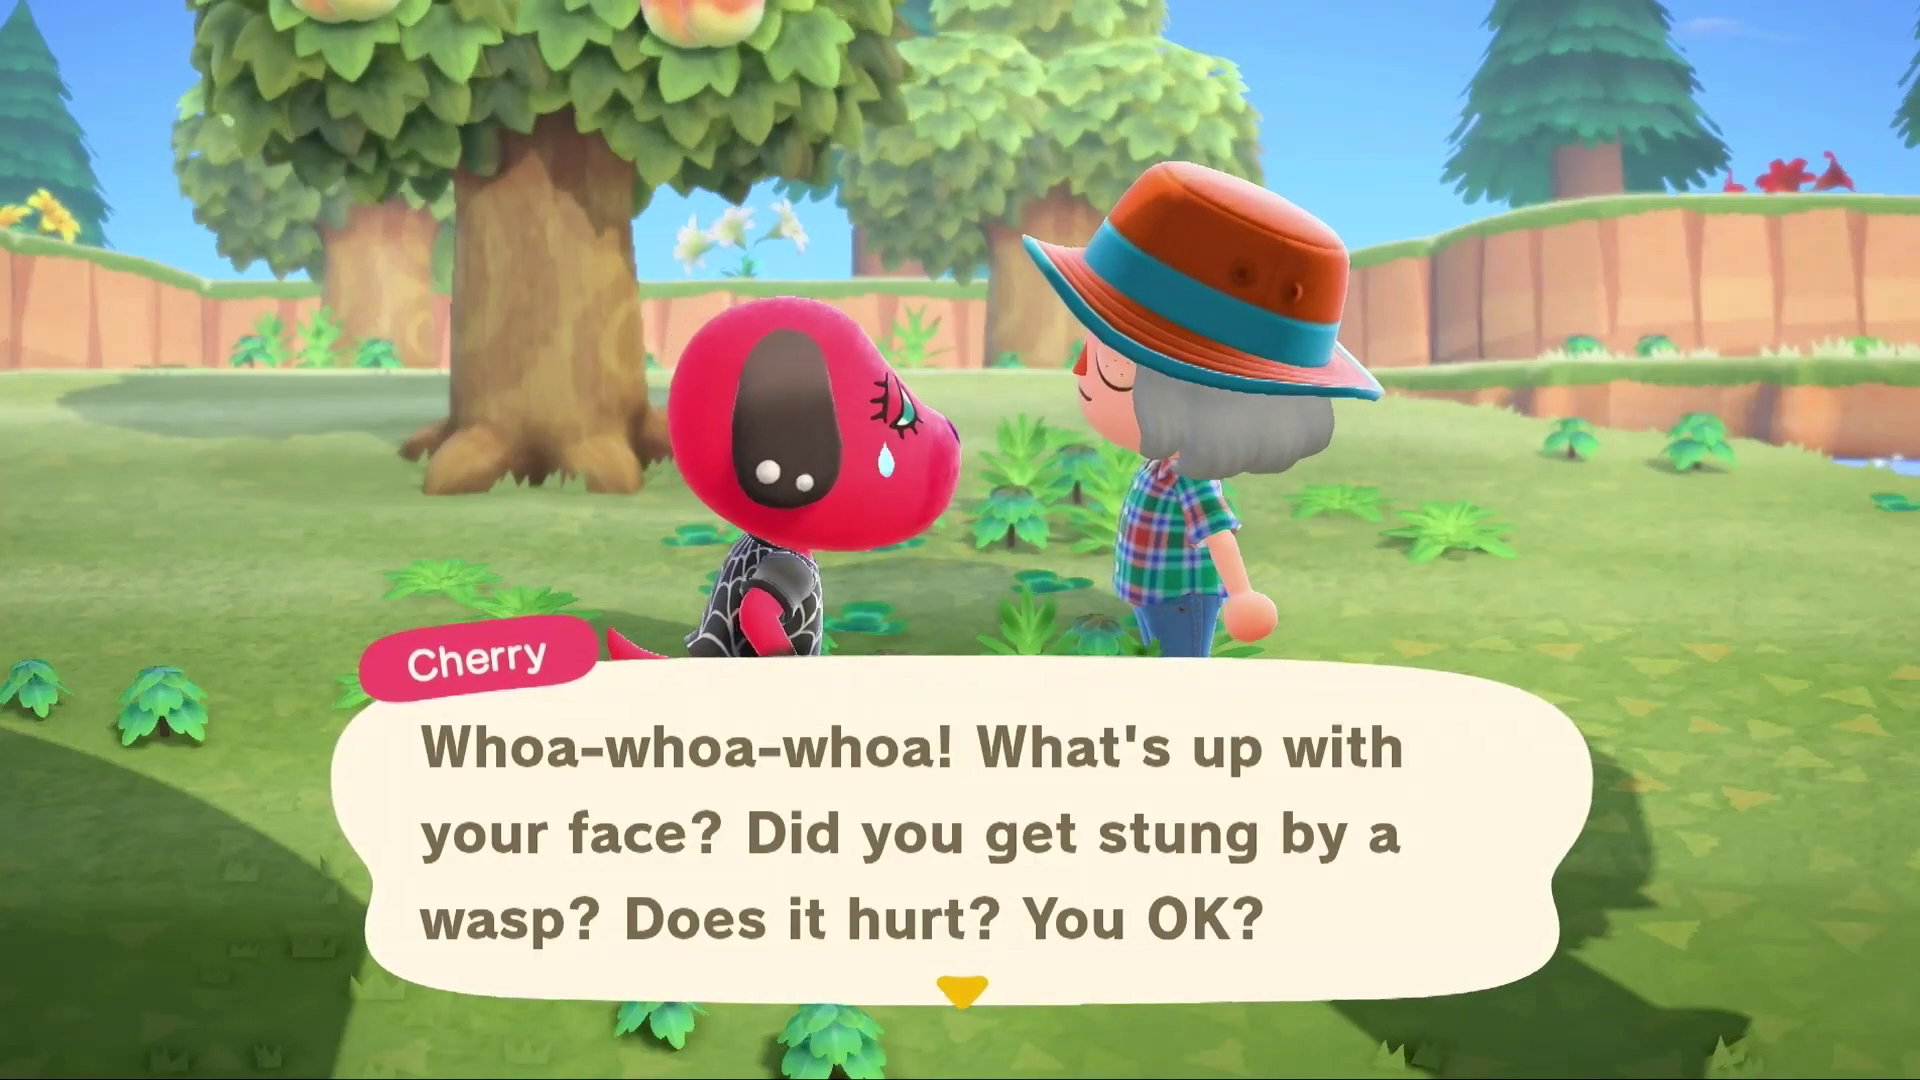 Cherry
Whoa-whoa-whoa! What's up with
your face? Did you get stung by a
wasp? Does it hurt? You OK?